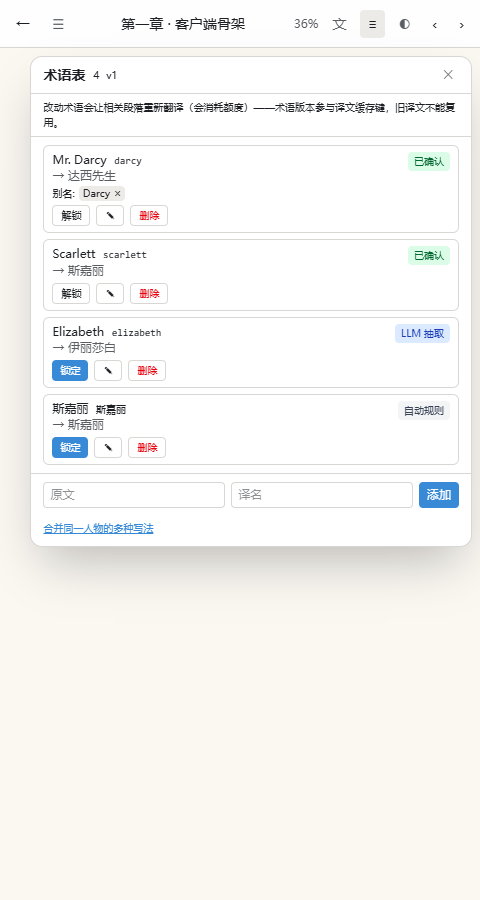 ← ☰ 第一章 · 客户端骨架 36% 文 ≡ ◐ ‹ ›
术语表 4 v1 ×
改动术语会让相关段落重新翻译（会消耗额度）——术语版本参与译文缓存键，旧译文不能复
用。
Mr. Darcy darcy 已确认
→ 达西先生
别名: Darcy ×
解锁 ✎ 删除
Scarlett scarlett 已确认
→ 斯嘉丽
解锁 ✎ 删除
Elizabeth elizabeth LLM 抽取
→ 伊丽莎白
锁定 ✎ 删除
斯嘉丽 斯嘉丽 自动规则
→ 斯嘉丽
锁定 ✎ 删除
原文 译名 添加
合并同一人物的多种写法